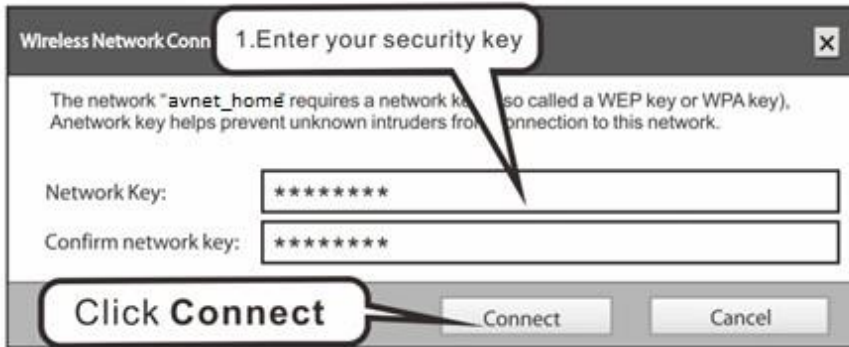 Wireless Network Conn
1.Enter your security key
The network "avnet_home" requires a network ke so called a WEP key or WPA key),
Anetwork key helps prevent unknown intruders from connection to this network.
Network Key: ********
Confirm network key: ********
Click Connect
Connect
Cancel